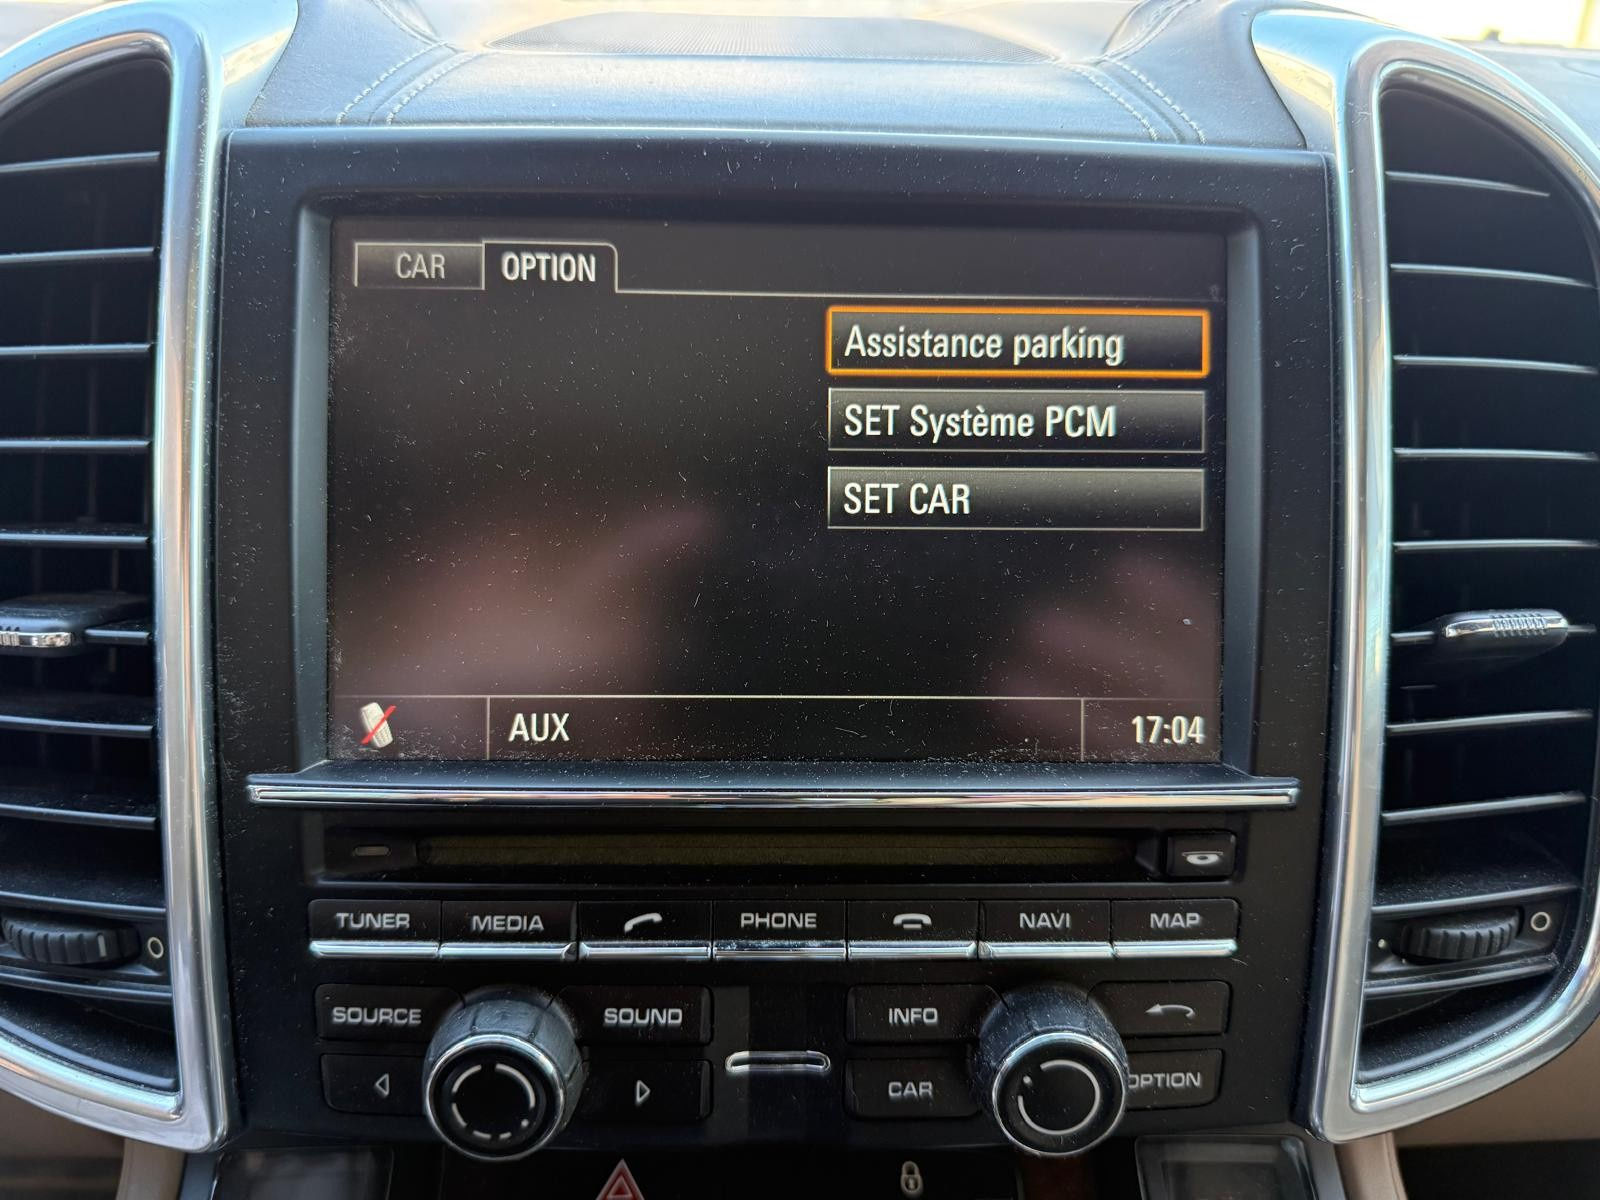 CAR OPTION
Assistance parking
SET Système PCM
SET CAR
AUX 17:04
TUNER MEDIA PHONE NAVI MAP
SOURCE SOUND INFO
CAR OPTION